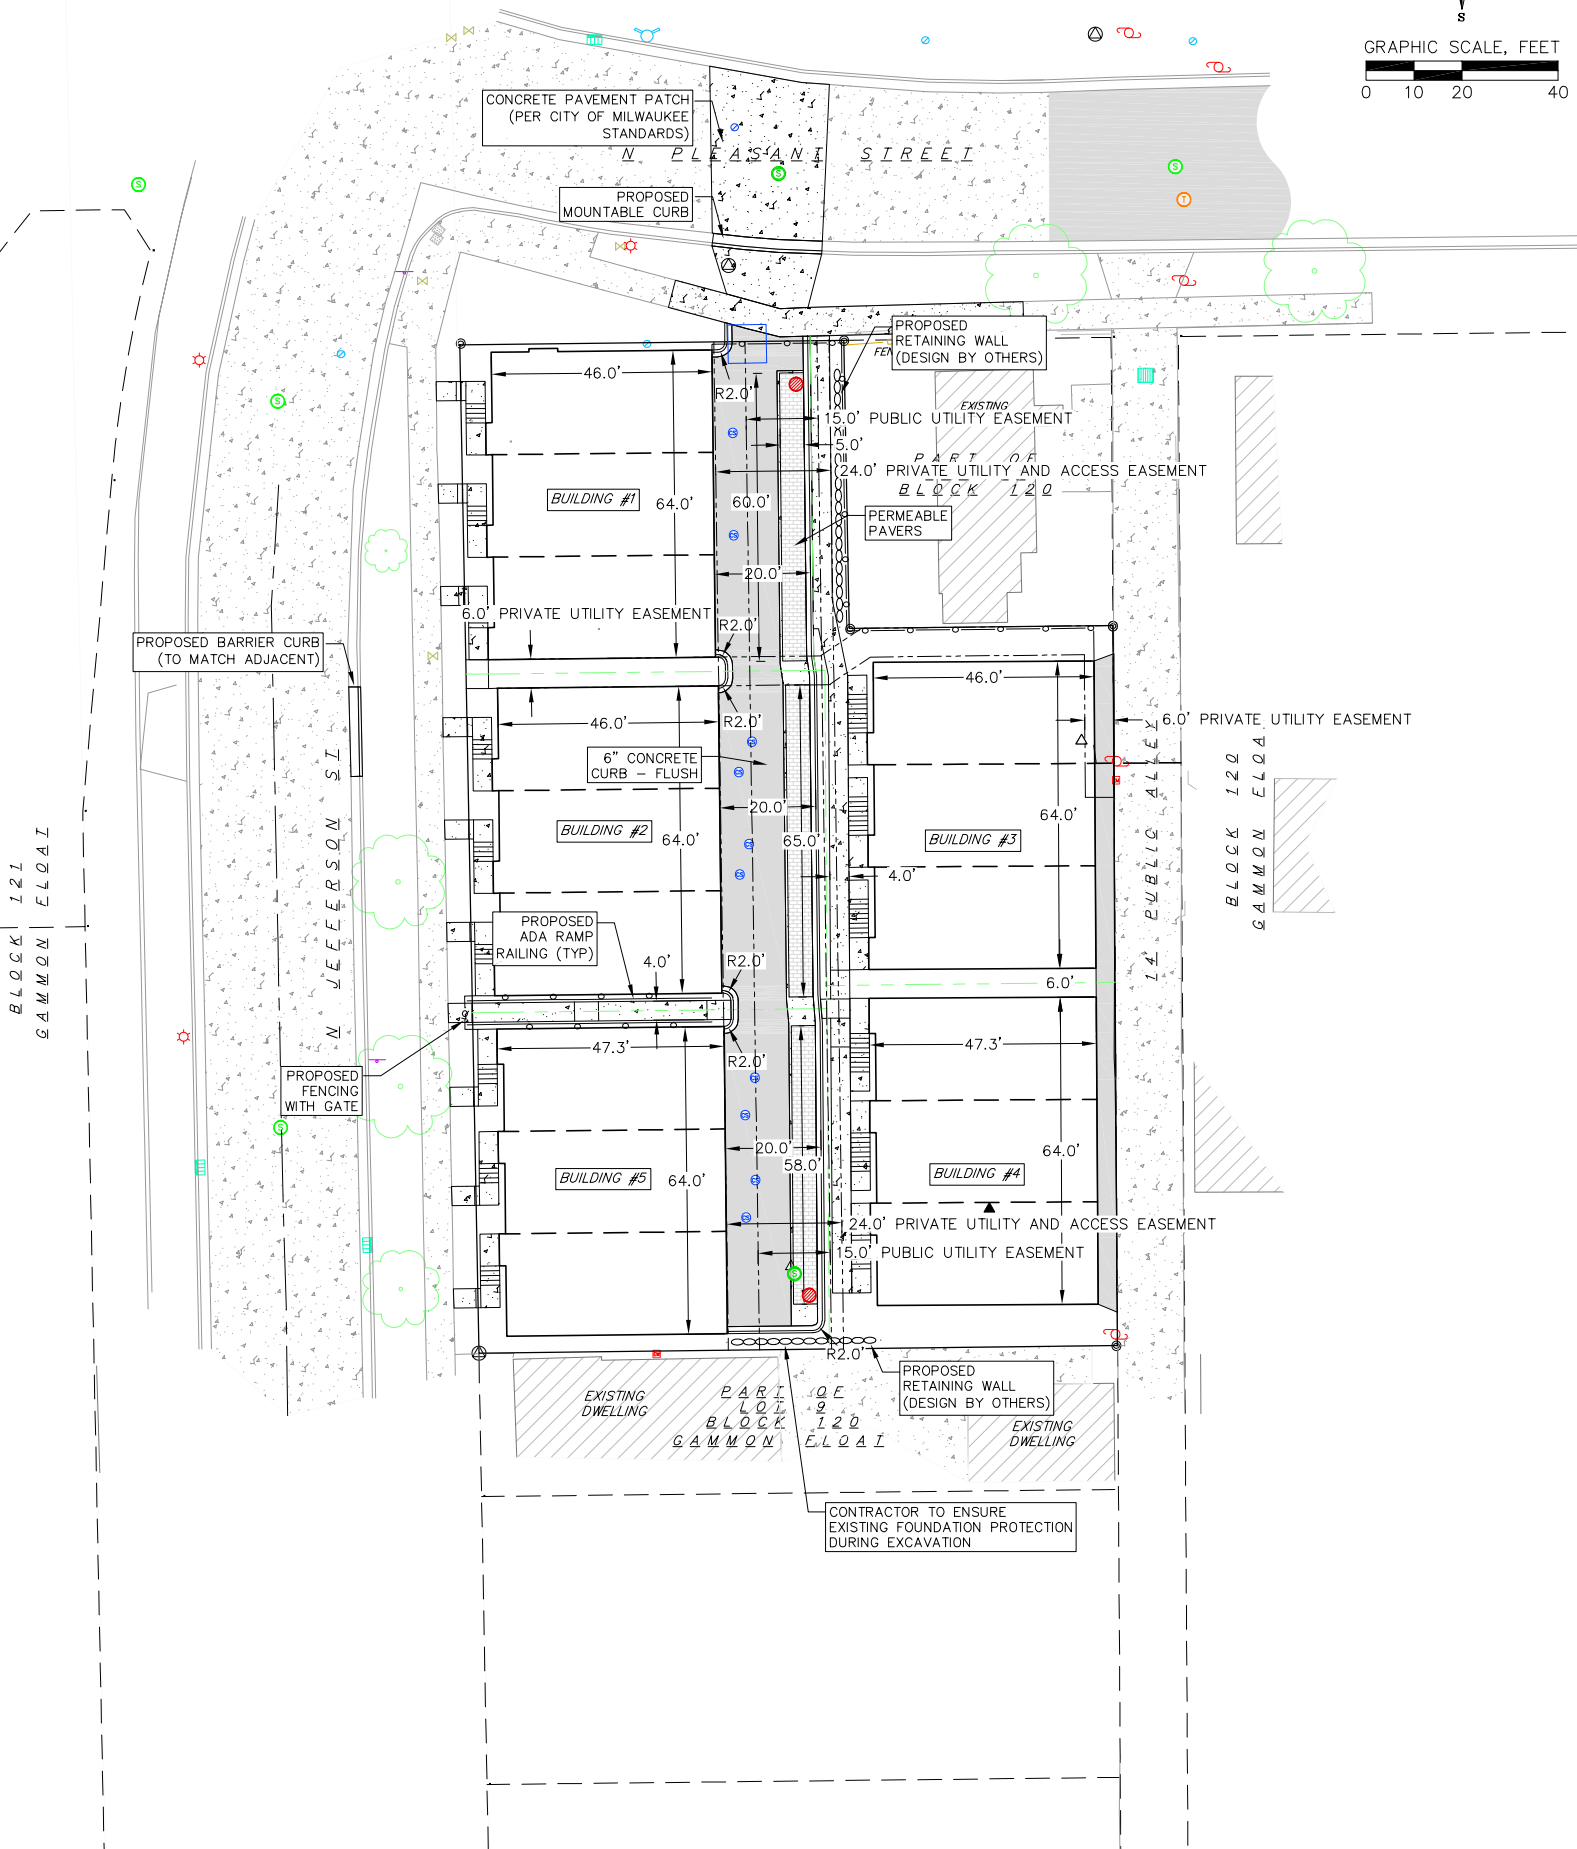 S
GRAPHIC SCALE, FEET
0 10 20 40
CONCRETE PAVEMENT PATCH
(PER CITY OF MILWAUKEE
STANDARDS)
N PLEASANT STREET
S
S
S
T
PROPOSED
MOUNTABLE CURB
PROPOSED
RETAINING WALL
(DESIGN BY OTHERS)
FEN
46.0'
R2.0'
EXISTING
15.0' PUBLIC UTILITY EASEMENT
5.0'
PART OF
BLOCK 120
24.0' PRIVATE UTILITY AND ACCESS EASEMENT
BUILDING #1
64.0'
60.0'
PERMEABLE
PAVERS
20.0'
6.0' PRIVATE UTILITY EASEMENT
R2.0'
PROPOSED BARRIER CURB
(TO MATCH ADJACENT)
46.0'
46.0'
R2.0'
6.0' PRIVATE UTILITY EASEMENT
6" CONCRETE
CURB – FLUSH
20.0'
64.0'
BUILDING #2
64.0'
65.0'
BUILDING #3
4.0'
N JEFFERSON ST
14' PUBLIC ALLEY
BLOCK 120
GAMMON FLOA
BLOCK 121
GAMMON FLOAT
PROPOSED
ADA RAMP
RAILING (TYP)
4.0'
R2.0'
6.0'
47.3'
R2.0'
47.3'
PROPOSED
FENCING
WITH GATE
S
20.0'
58.0'
64.0'
BUILDING #5
64.0'
BUILDING #4
24.0' PRIVATE UTILITY AND ACCESS EASEMENT
15.0' PUBLIC UTILITY EASEMENT
S
R2.0'
PROPOSED
RETAINING WALL
(DESIGN BY OTHERS)
EXISTING
DWELLING
PART OF
LOT 9
BLOCK 120
GAMMON FLOAT
EXISTING
DWELLING
CONTRACTOR TO ENSURE
EXISTING FOUNDATION PROTECTION
DURING EXCAVATION